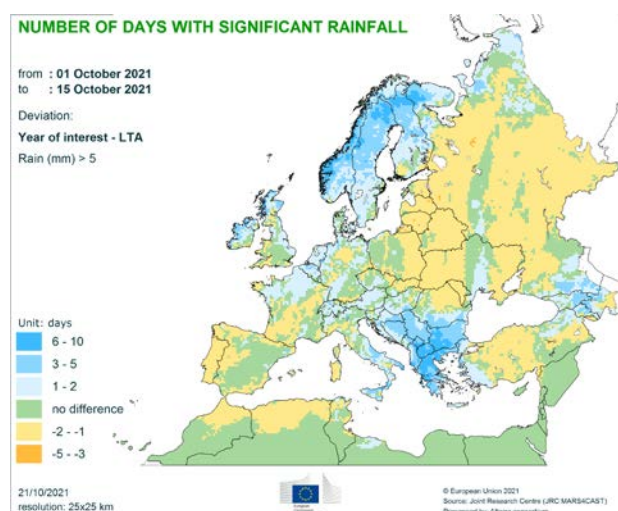 NUMBER OF DAYS WITH SIGNIFICANT RAINFALL
from : 01 October 2021
to : 15 October 2021
Deviation:
Year of interest - LTA
Rain (mm) > 5
Unit: days
6 - 10
3 - 5
1 - 2
no difference
-2 - -1
-5 - -3
21/10/2021
resolution: 25x25 km
© European Union 2021
Source: Joint Research Centre (JRC MARS4CAST)